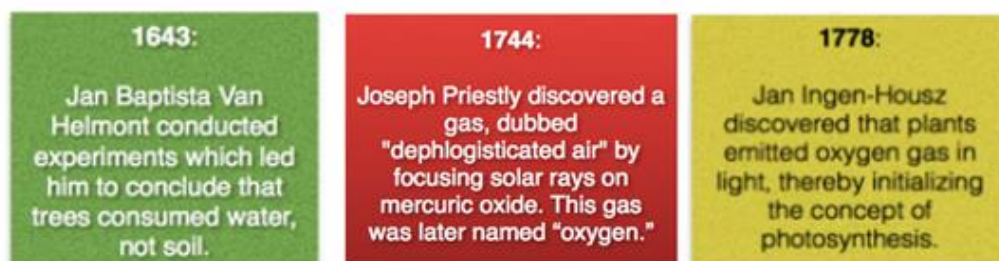 1643:
Jan Baptista Van
Helmont conducted
experiments which led
him to conclude that
trees consumed water,
not soil.
1744:
Joseph Priestly discovered a
gas, dubbed
"dephlogisticated air" by
focusing solar rays on
mercuric oxide. This gas
was later named “oxygen.”
1778:
Jan Ingen-Housz
discovered that plants
emitted oxygen gas in
light, thereby initializing
the concept of
photosynthesis.